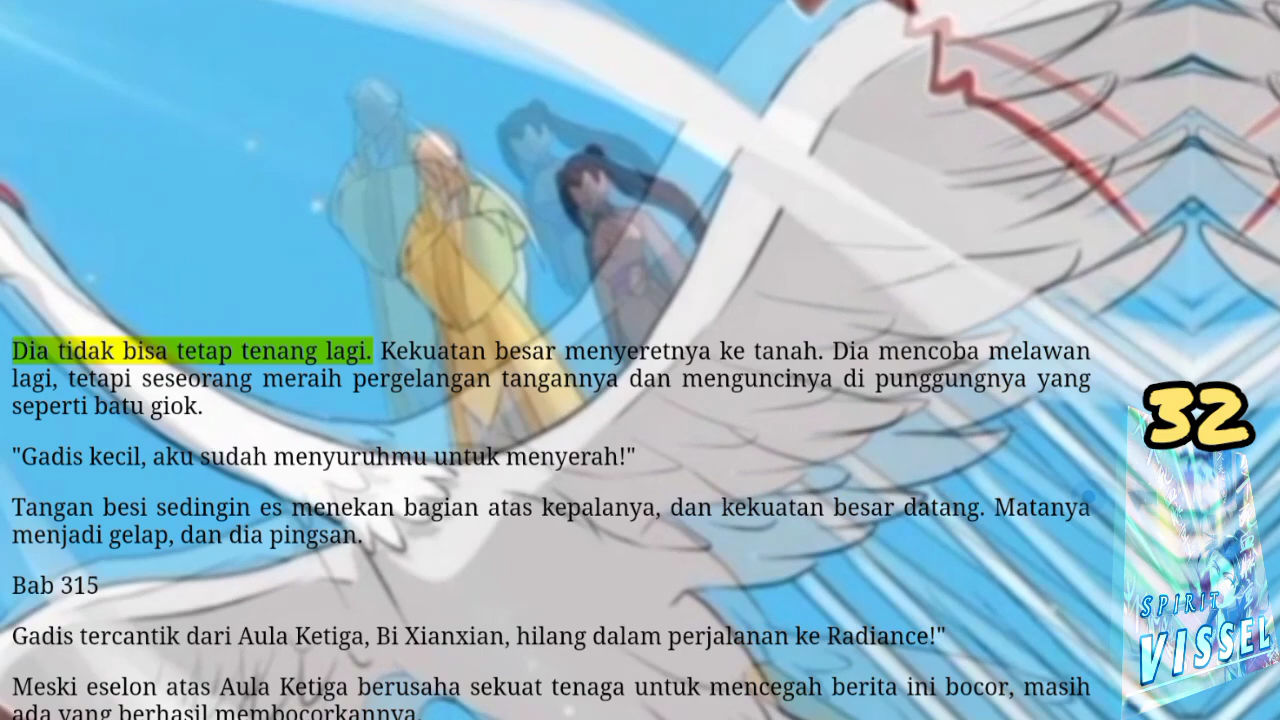 Dia tidak bisa tetap tenang lagi. Kekuatan besar menyeretnya ke tanah. Dia mencoba melawan
lagi, tetapi seseorang meraih pergelangan tangannya dan menguncinya di punggungnya yang
seperti batu giok.
"Gadis kecil, aku sudah menyuruhmu untuk menyerah!"
Tangan besi sedingin es menekan bagian atas kepalanya, dan kekuatan besar datang. Matanya
menjadi gelap, dan dia pingsan.
Bab 315
Gadis tercantik dari Aula Ketiga, Bi Xianxian, hilang dalam perjalanan ke Radiance!"
Meski eselon atas Aula Ketiga berusaha sekuat tenaga untuk mencegah berita ini bocor, masih
ada yang berhasil membocorkannya.
32
SPIRIT
VISSEL